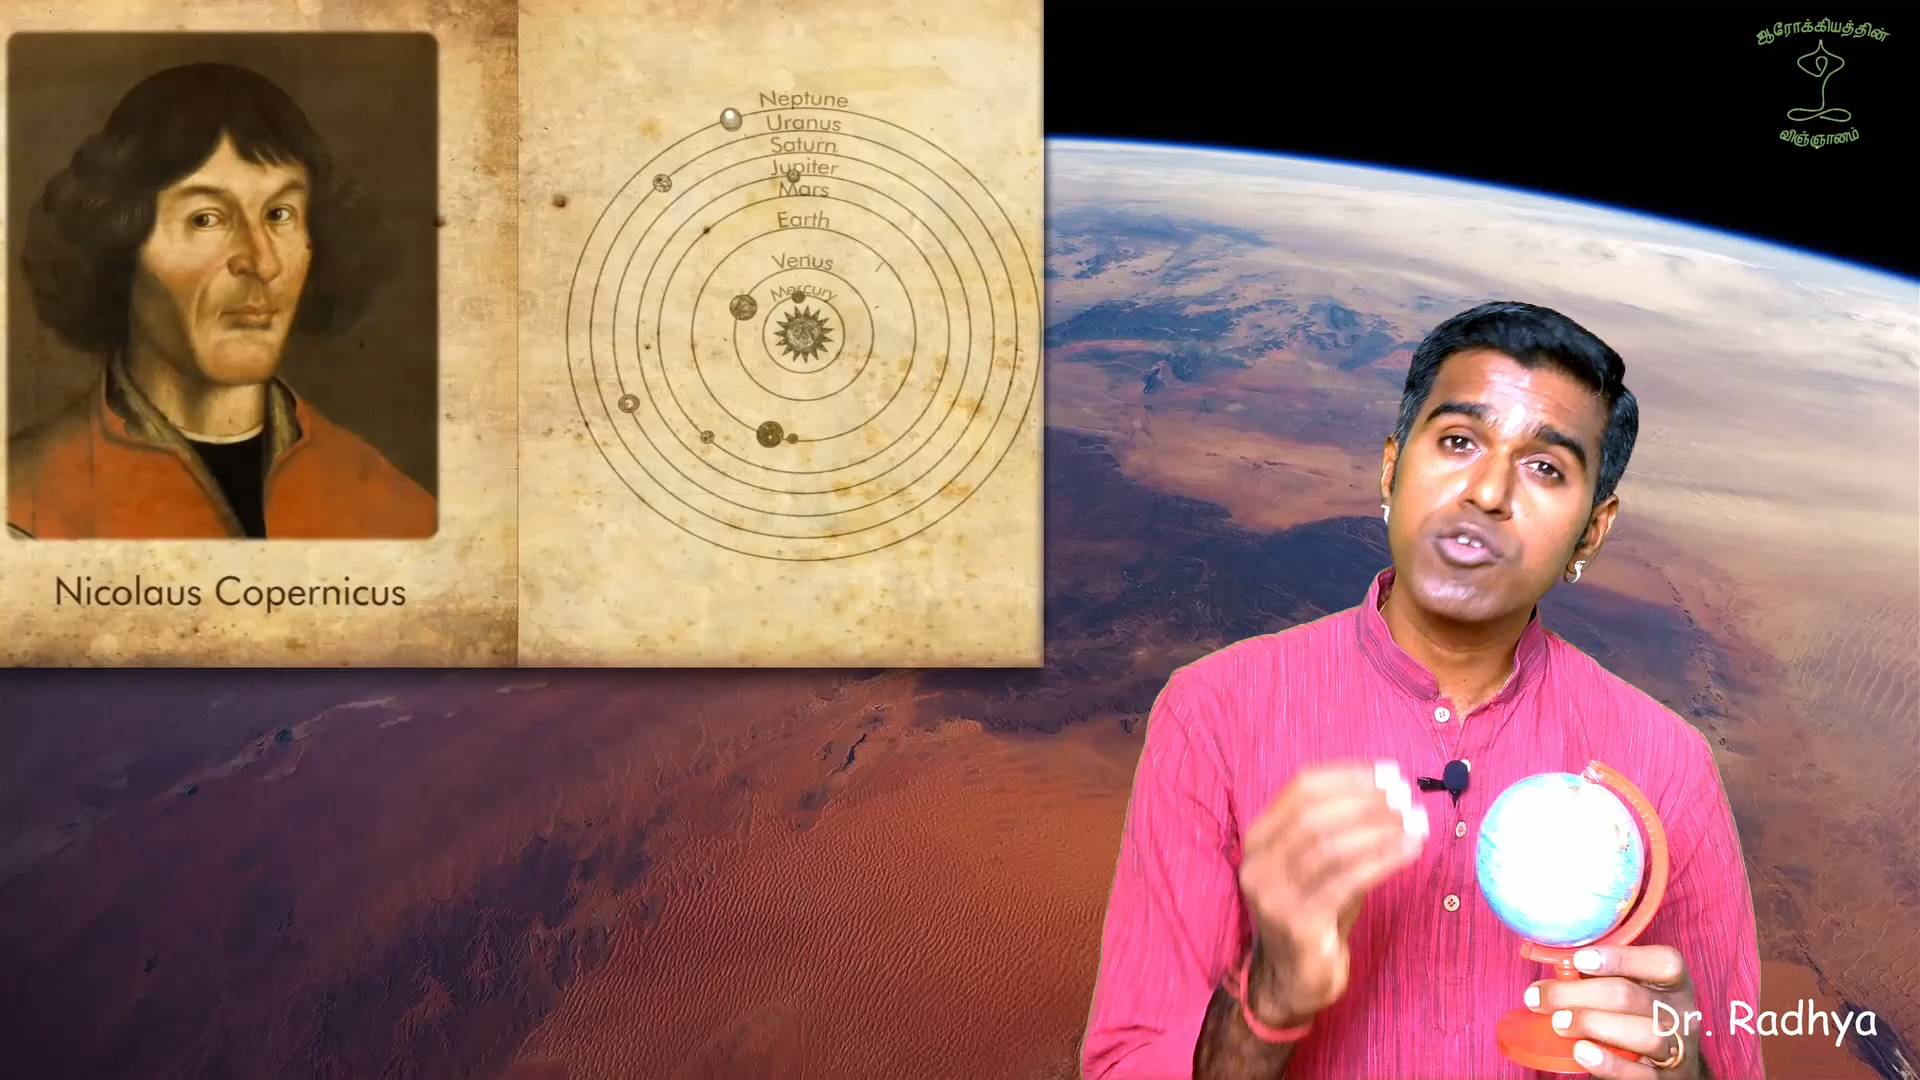 Neptune
Uranus
Saturn
Jupiter
Mars
Earth
Venus
Mercury
Nicolaus Copernicus
ஆரோக்கியத்தின்
விஞ்ஞானம்
Dr. Radhya